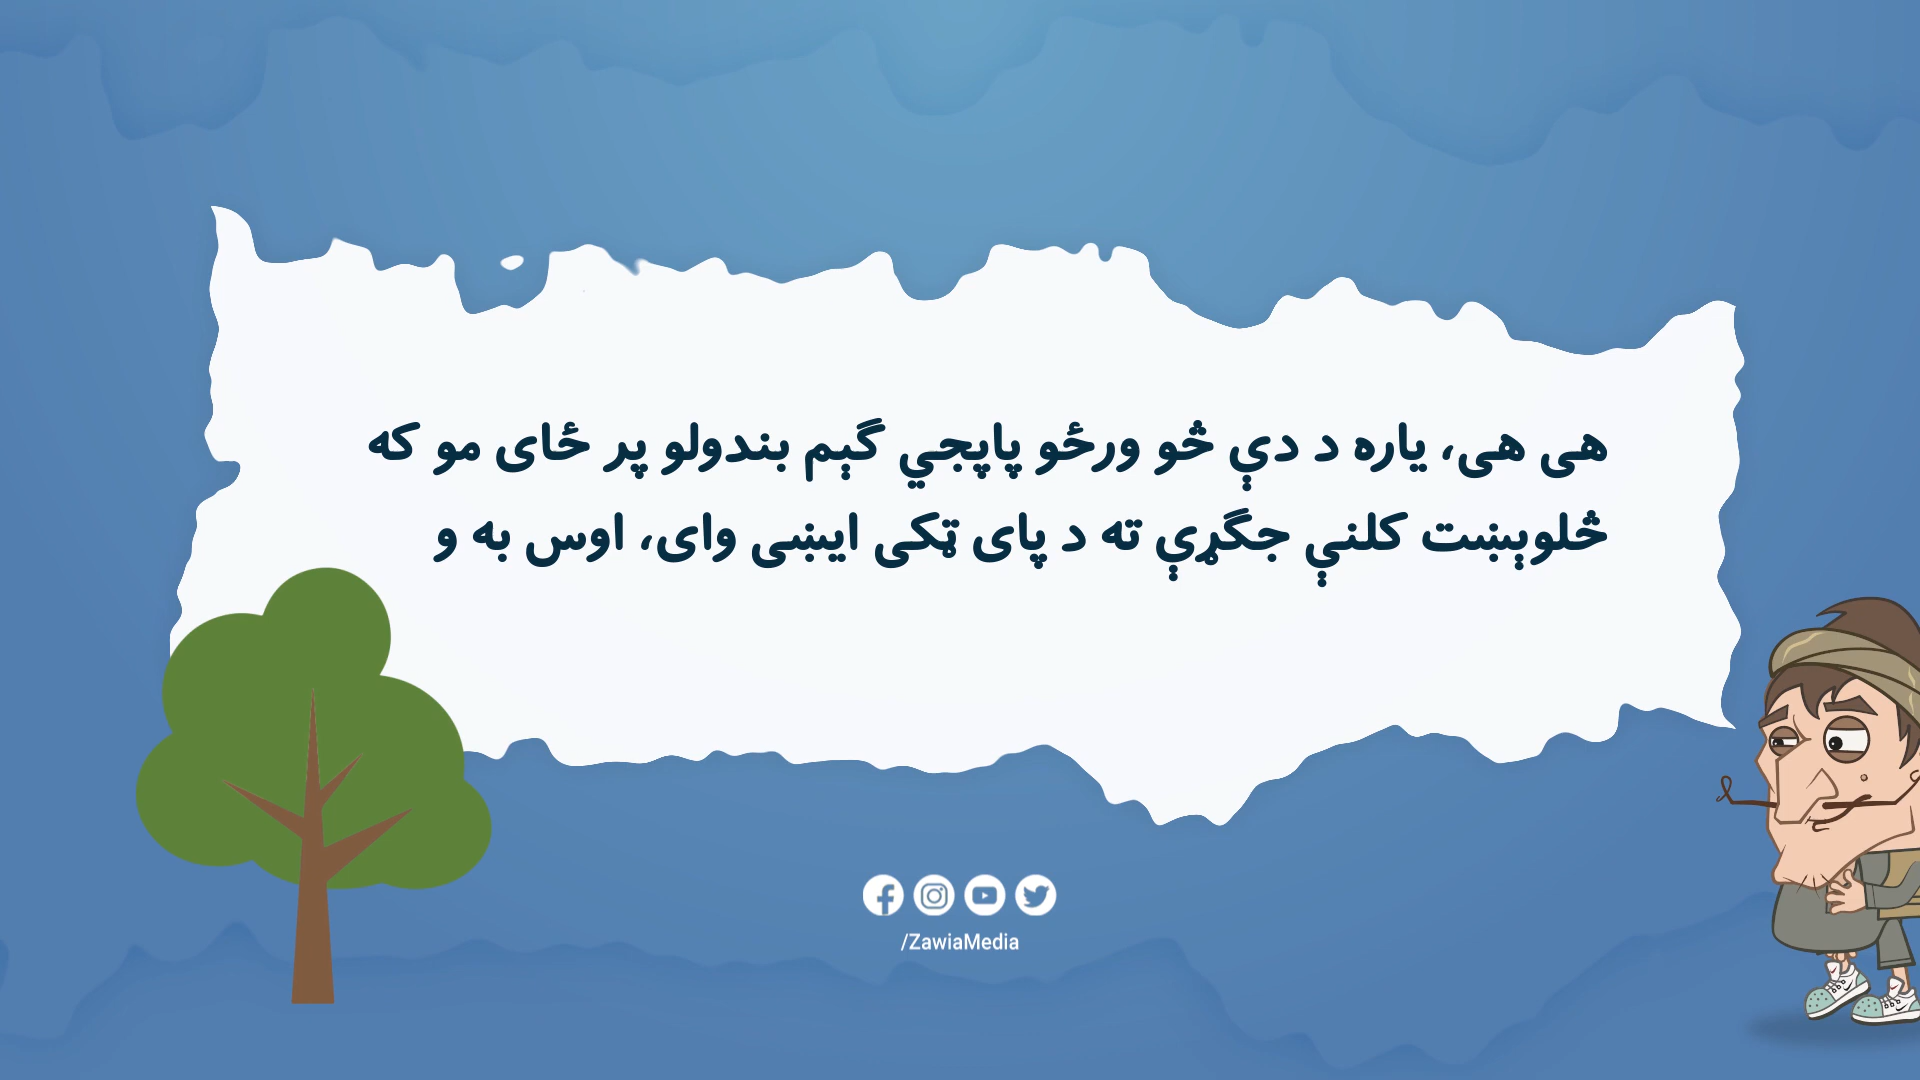 هی هی، یاره د دې څو ورځو پاپجي ګېم بندولو پر ځای مو که
څلوېښت کلنې جګړې ته د پای ټکی ایښی وای، اوس به و
/ZawiaMedia